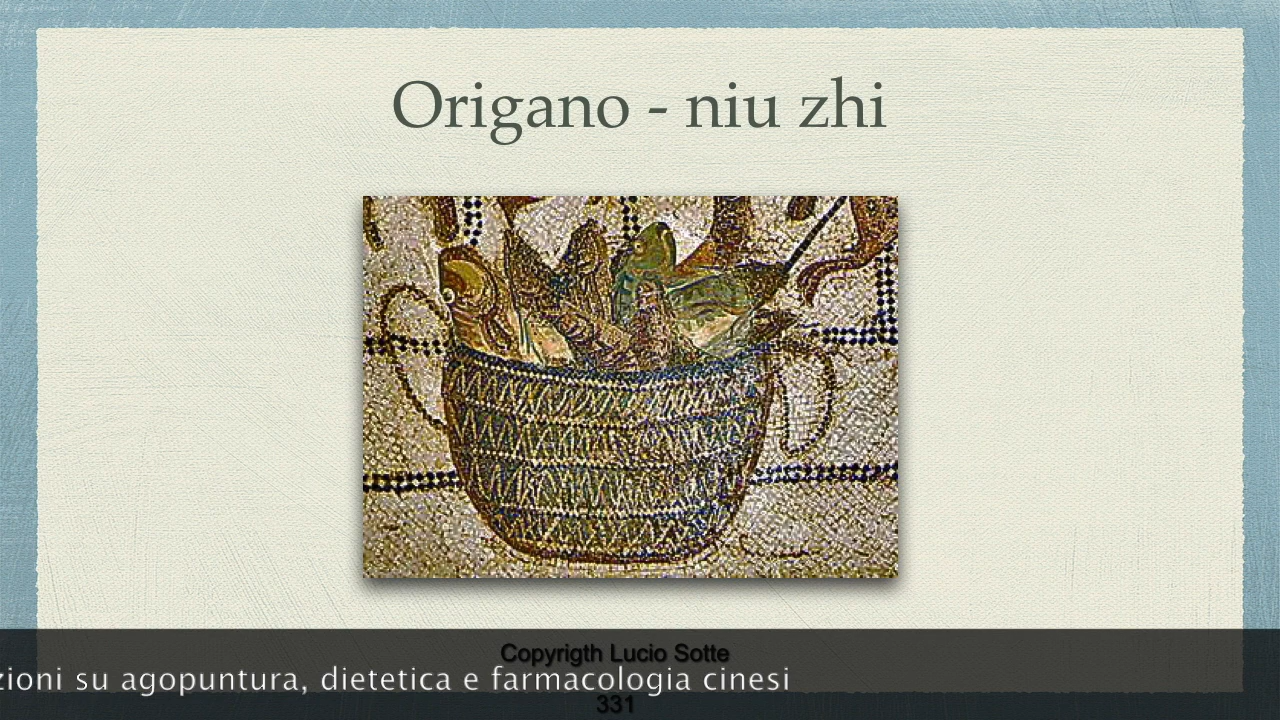 Origano - niu zhi
Copyrigth Lucio Sotte
zioni su agopuntura, dietetica e farmacologia cinesi
331